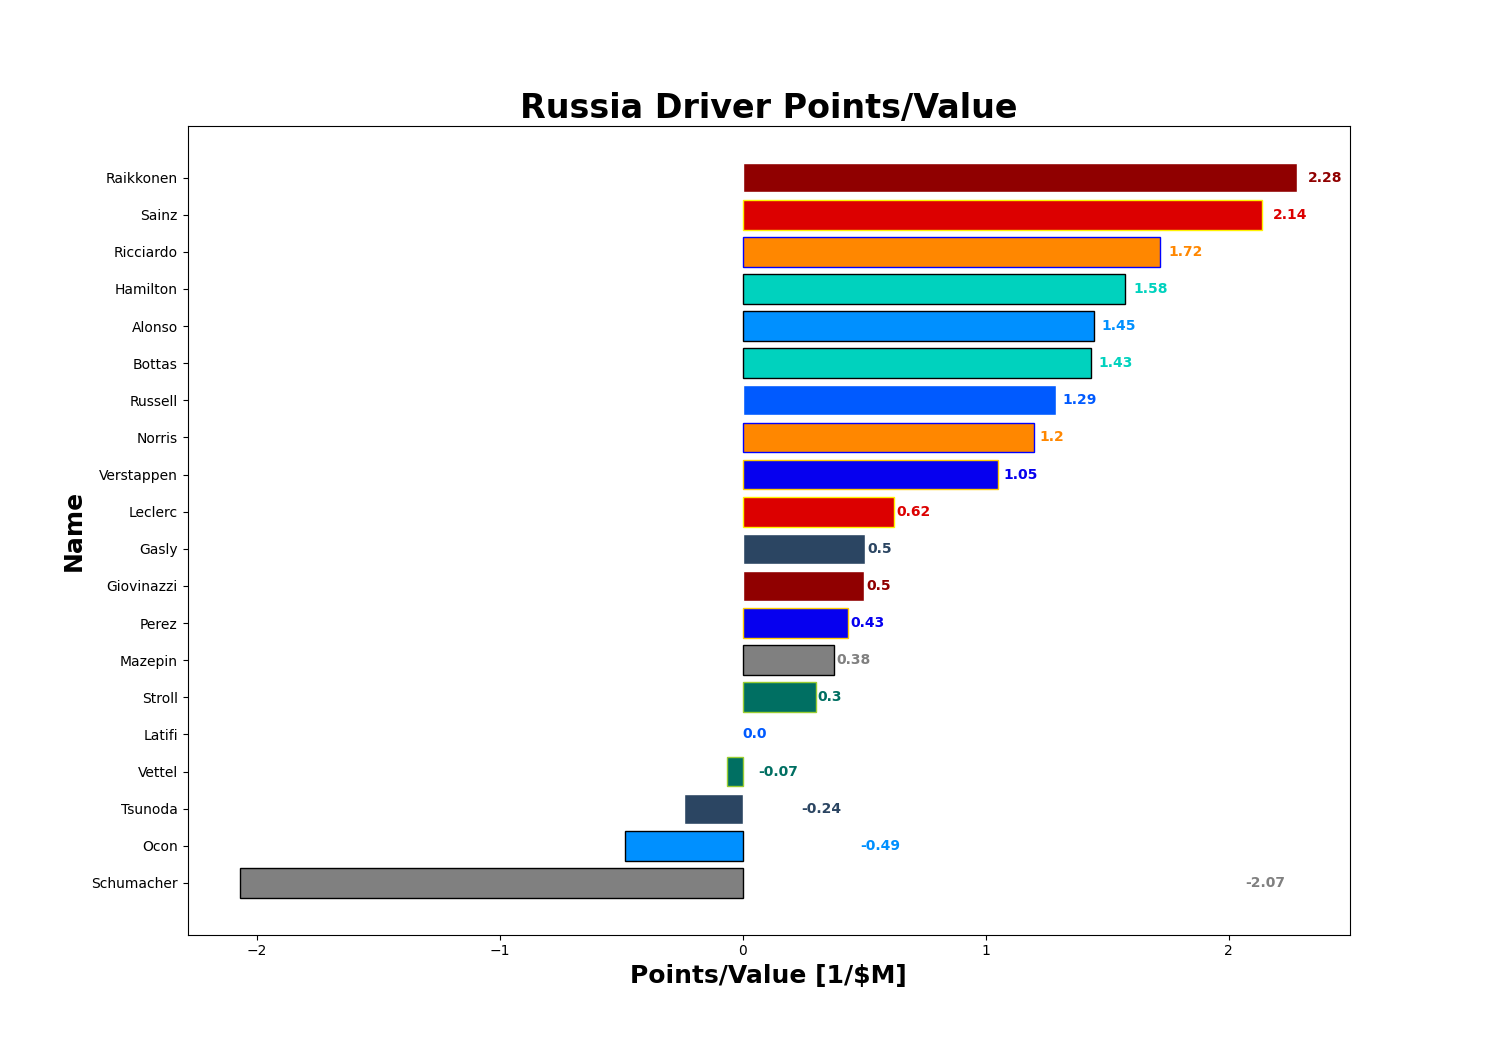 Russia Driver Points/Value
Raikkonen 2.28
Sainz 2.14
Ricciardo 1.72
Hamilton 1.58
Alonso 1.45
Bottas 1.43
Russell 1.29
Norris 1.2
Verstappen 1.05
Leclerc 0.62
Gasly 0.5
Giovinazzi 0.5
Perez 0.43
Mazepin 0.38
Stroll 0.3
Latifi 0.0
Vettel -0.07
Tsunoda -0.24
Ocon -0.49
Schumacher -2.07
Name
−2 −1 0 1 2
Points/Value [1/$M]